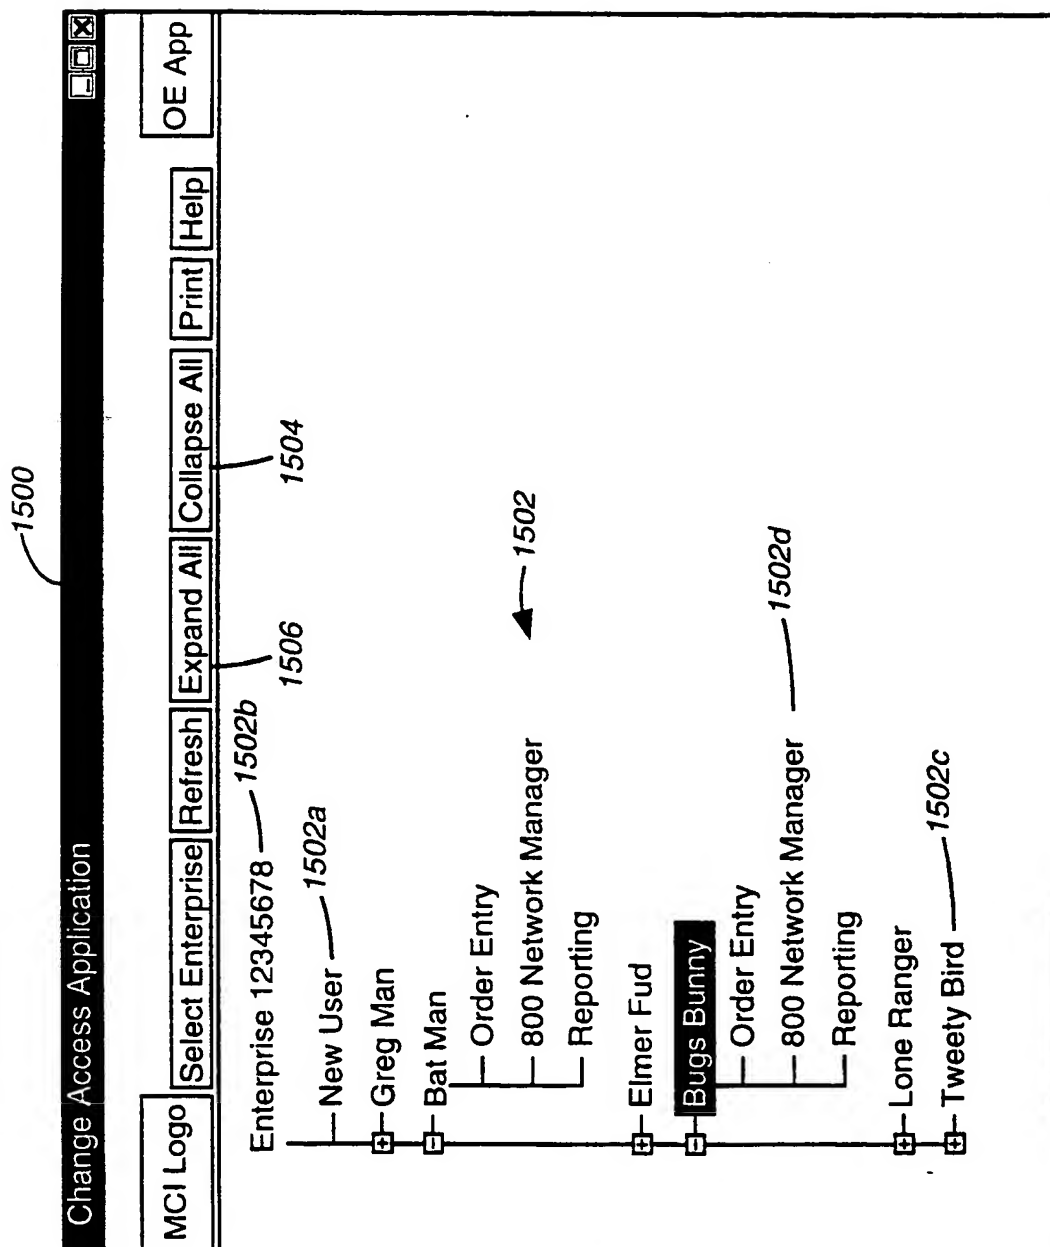 1500
Change Access Application
MCI Logo Select Enterprise Refresh Expand All Collapse All Print Help OE App
1506 1504
Enterprise 12345678 1502b
New User 1502a
Greg Man
Bat Man
Order Entry
800 Network Manager 1502
Reporting
Elmer Fud
Bugs Bunny
Order Entry
800 Network Manager 1502d
Reporting
Lone Ranger
Tweety Bird 1502c